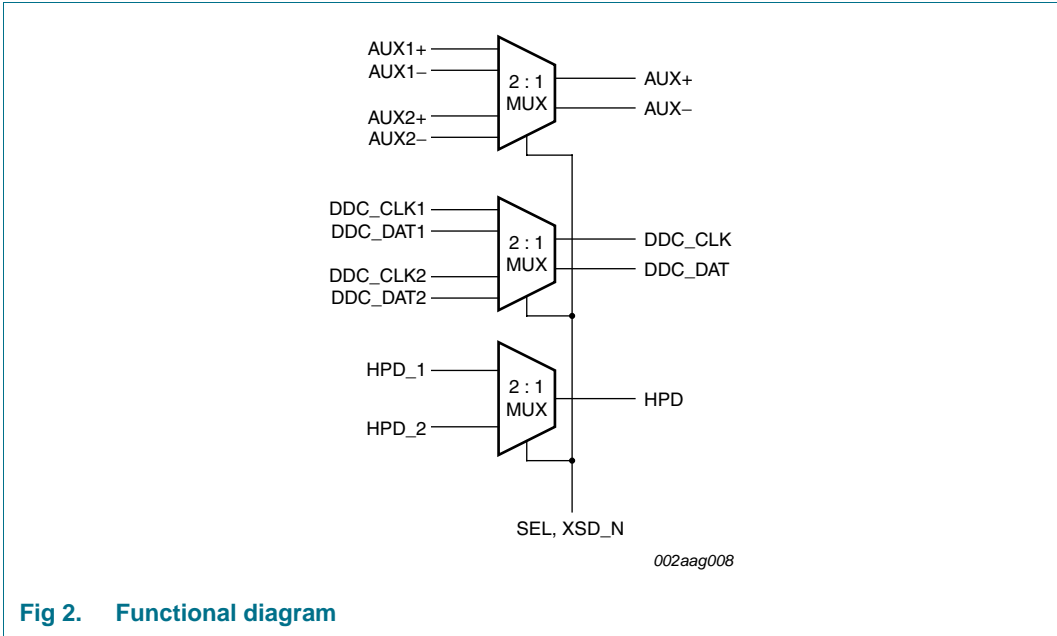 AUX1+
AUX1−
AUX2+
AUX2−
2 : 1
MUX
AUX+
AUX−
DDC_CLK1
DDC_DAT1
DDC_CLK2
DDC_DAT2
2 : 1
MUX
DDC_CLK
DDC_DAT
HPD_1
HPD_2
2 : 1
MUX
HPD
SEL, XSD_N
002aag008
Fig 2. Functional diagram